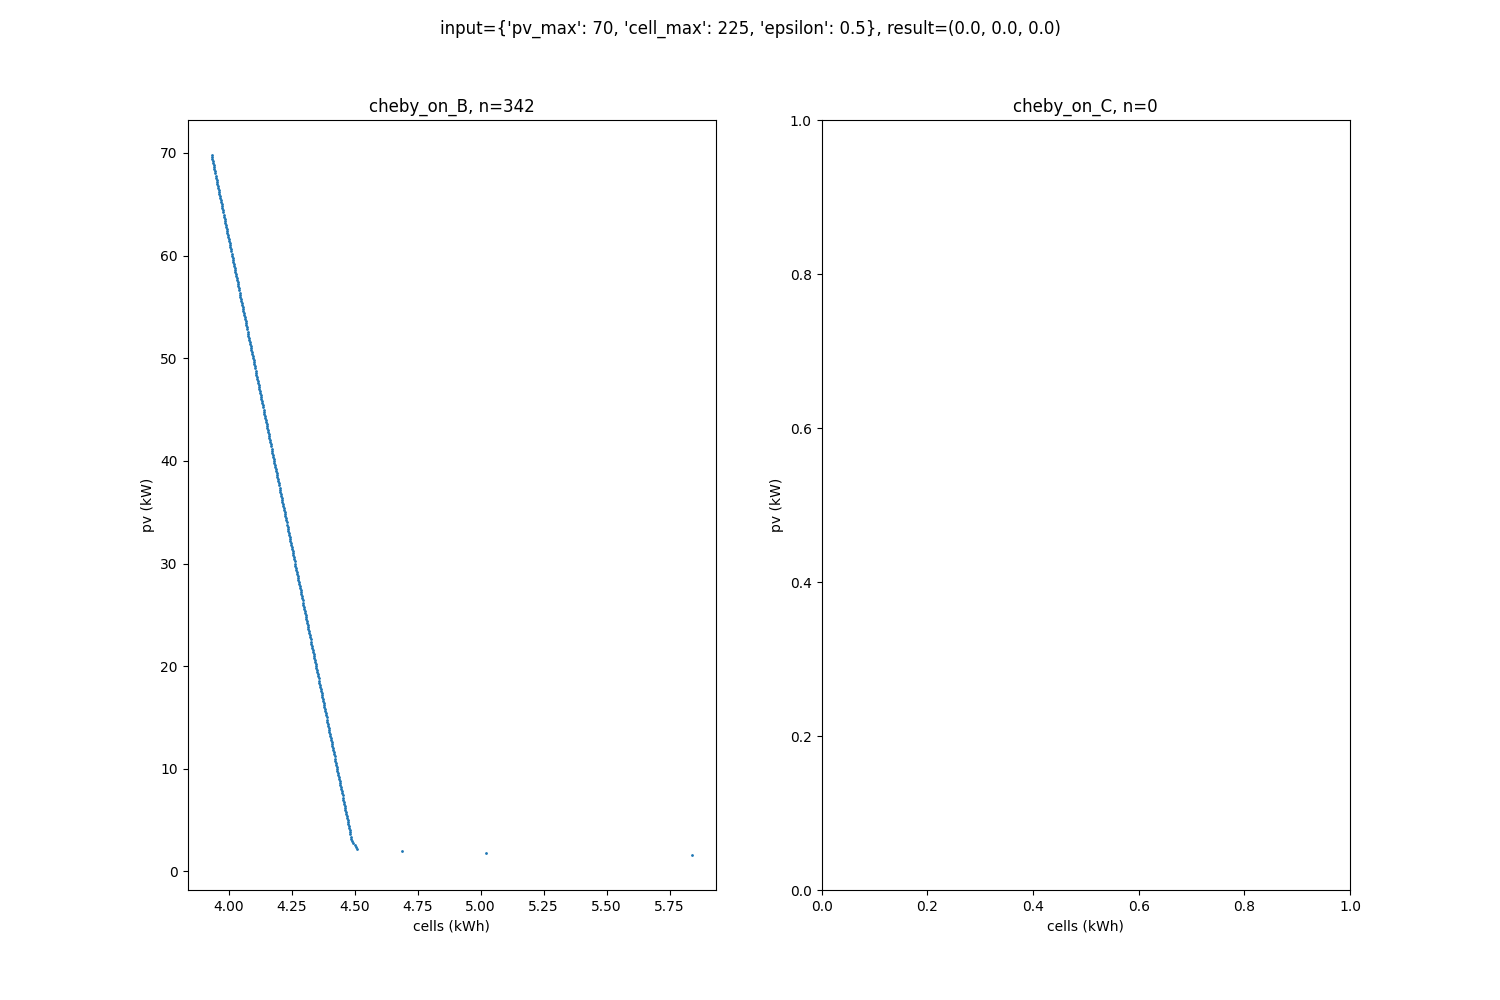 input={'pv_max': 70, 'cell_max': 225, 'epsilon': 0.5}, result=(0.0, 0.0, 0.0)
cheby_on_B, n=342
70
60
50
40
30
20
10
0
pv (kW)
4.00 4.25 4.50 4.75 5.00 5.25 5.50 5.75
cells (kWh)
cheby_on_C, n=0
1.0
0.8
0.6
0.4
0.2
0.0
pv (kW)
0.0 0.2 0.4 0.6 0.8 1.0
cells (kWh)